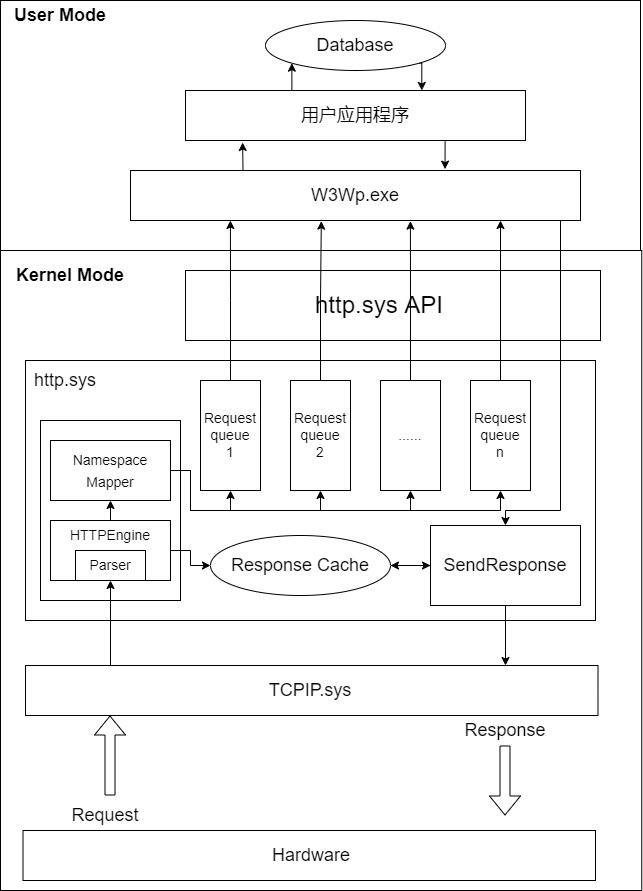 User Mode
Database
用户应用程序
W3Wp.exe
Kernel Mode
http.sys API
http.sys
Request
queue
1
Request
queue
2
......
Request
queue
n
Namespace
Mapper
HTTPEngine
Parser
Response Cache
SendResponse
TCPIP.sys
Response
Request
Hardware